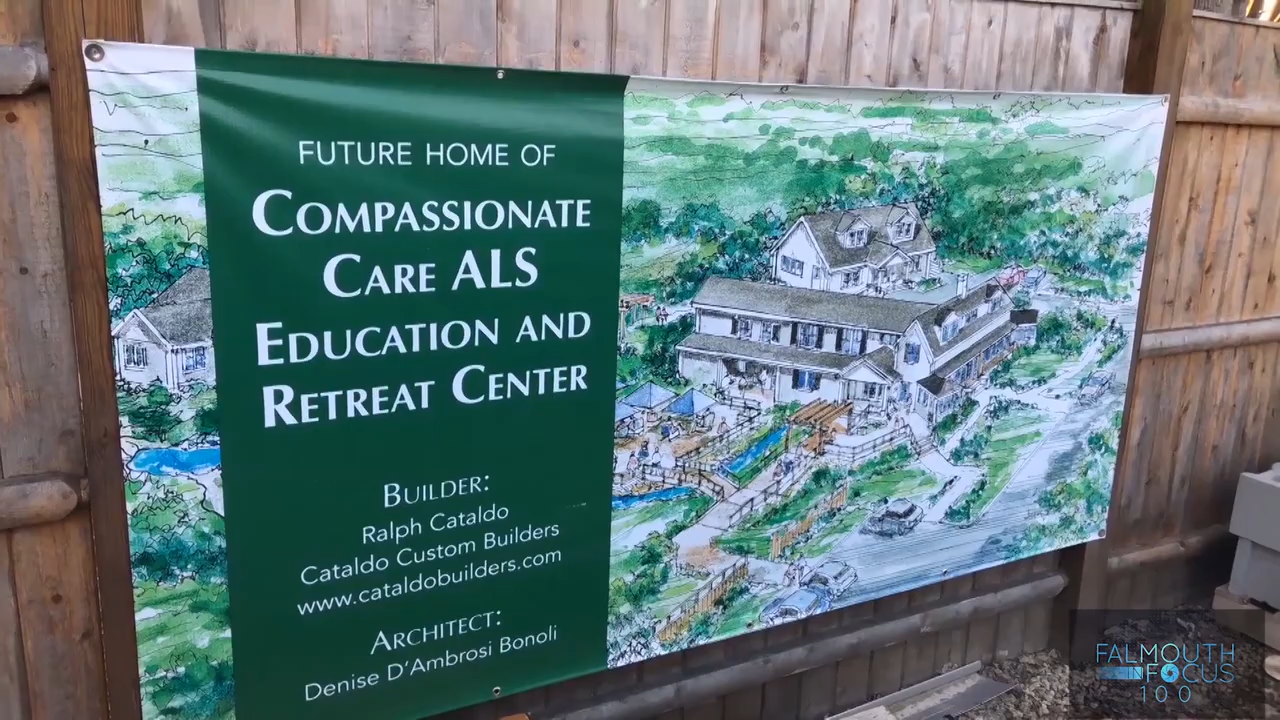 FUTURE HOME OF
COMPASSIONATE
CARE ALS
EDUCATION AND
RETREAT CENTER
BUILDER:
Ralph Cataldo
Cataldo Custom Builders
www.cataldobuilders.com
ARCHITECT:
Denise D'Ambrosi Bonoli
FALMOUTH
IN FOCUS
100